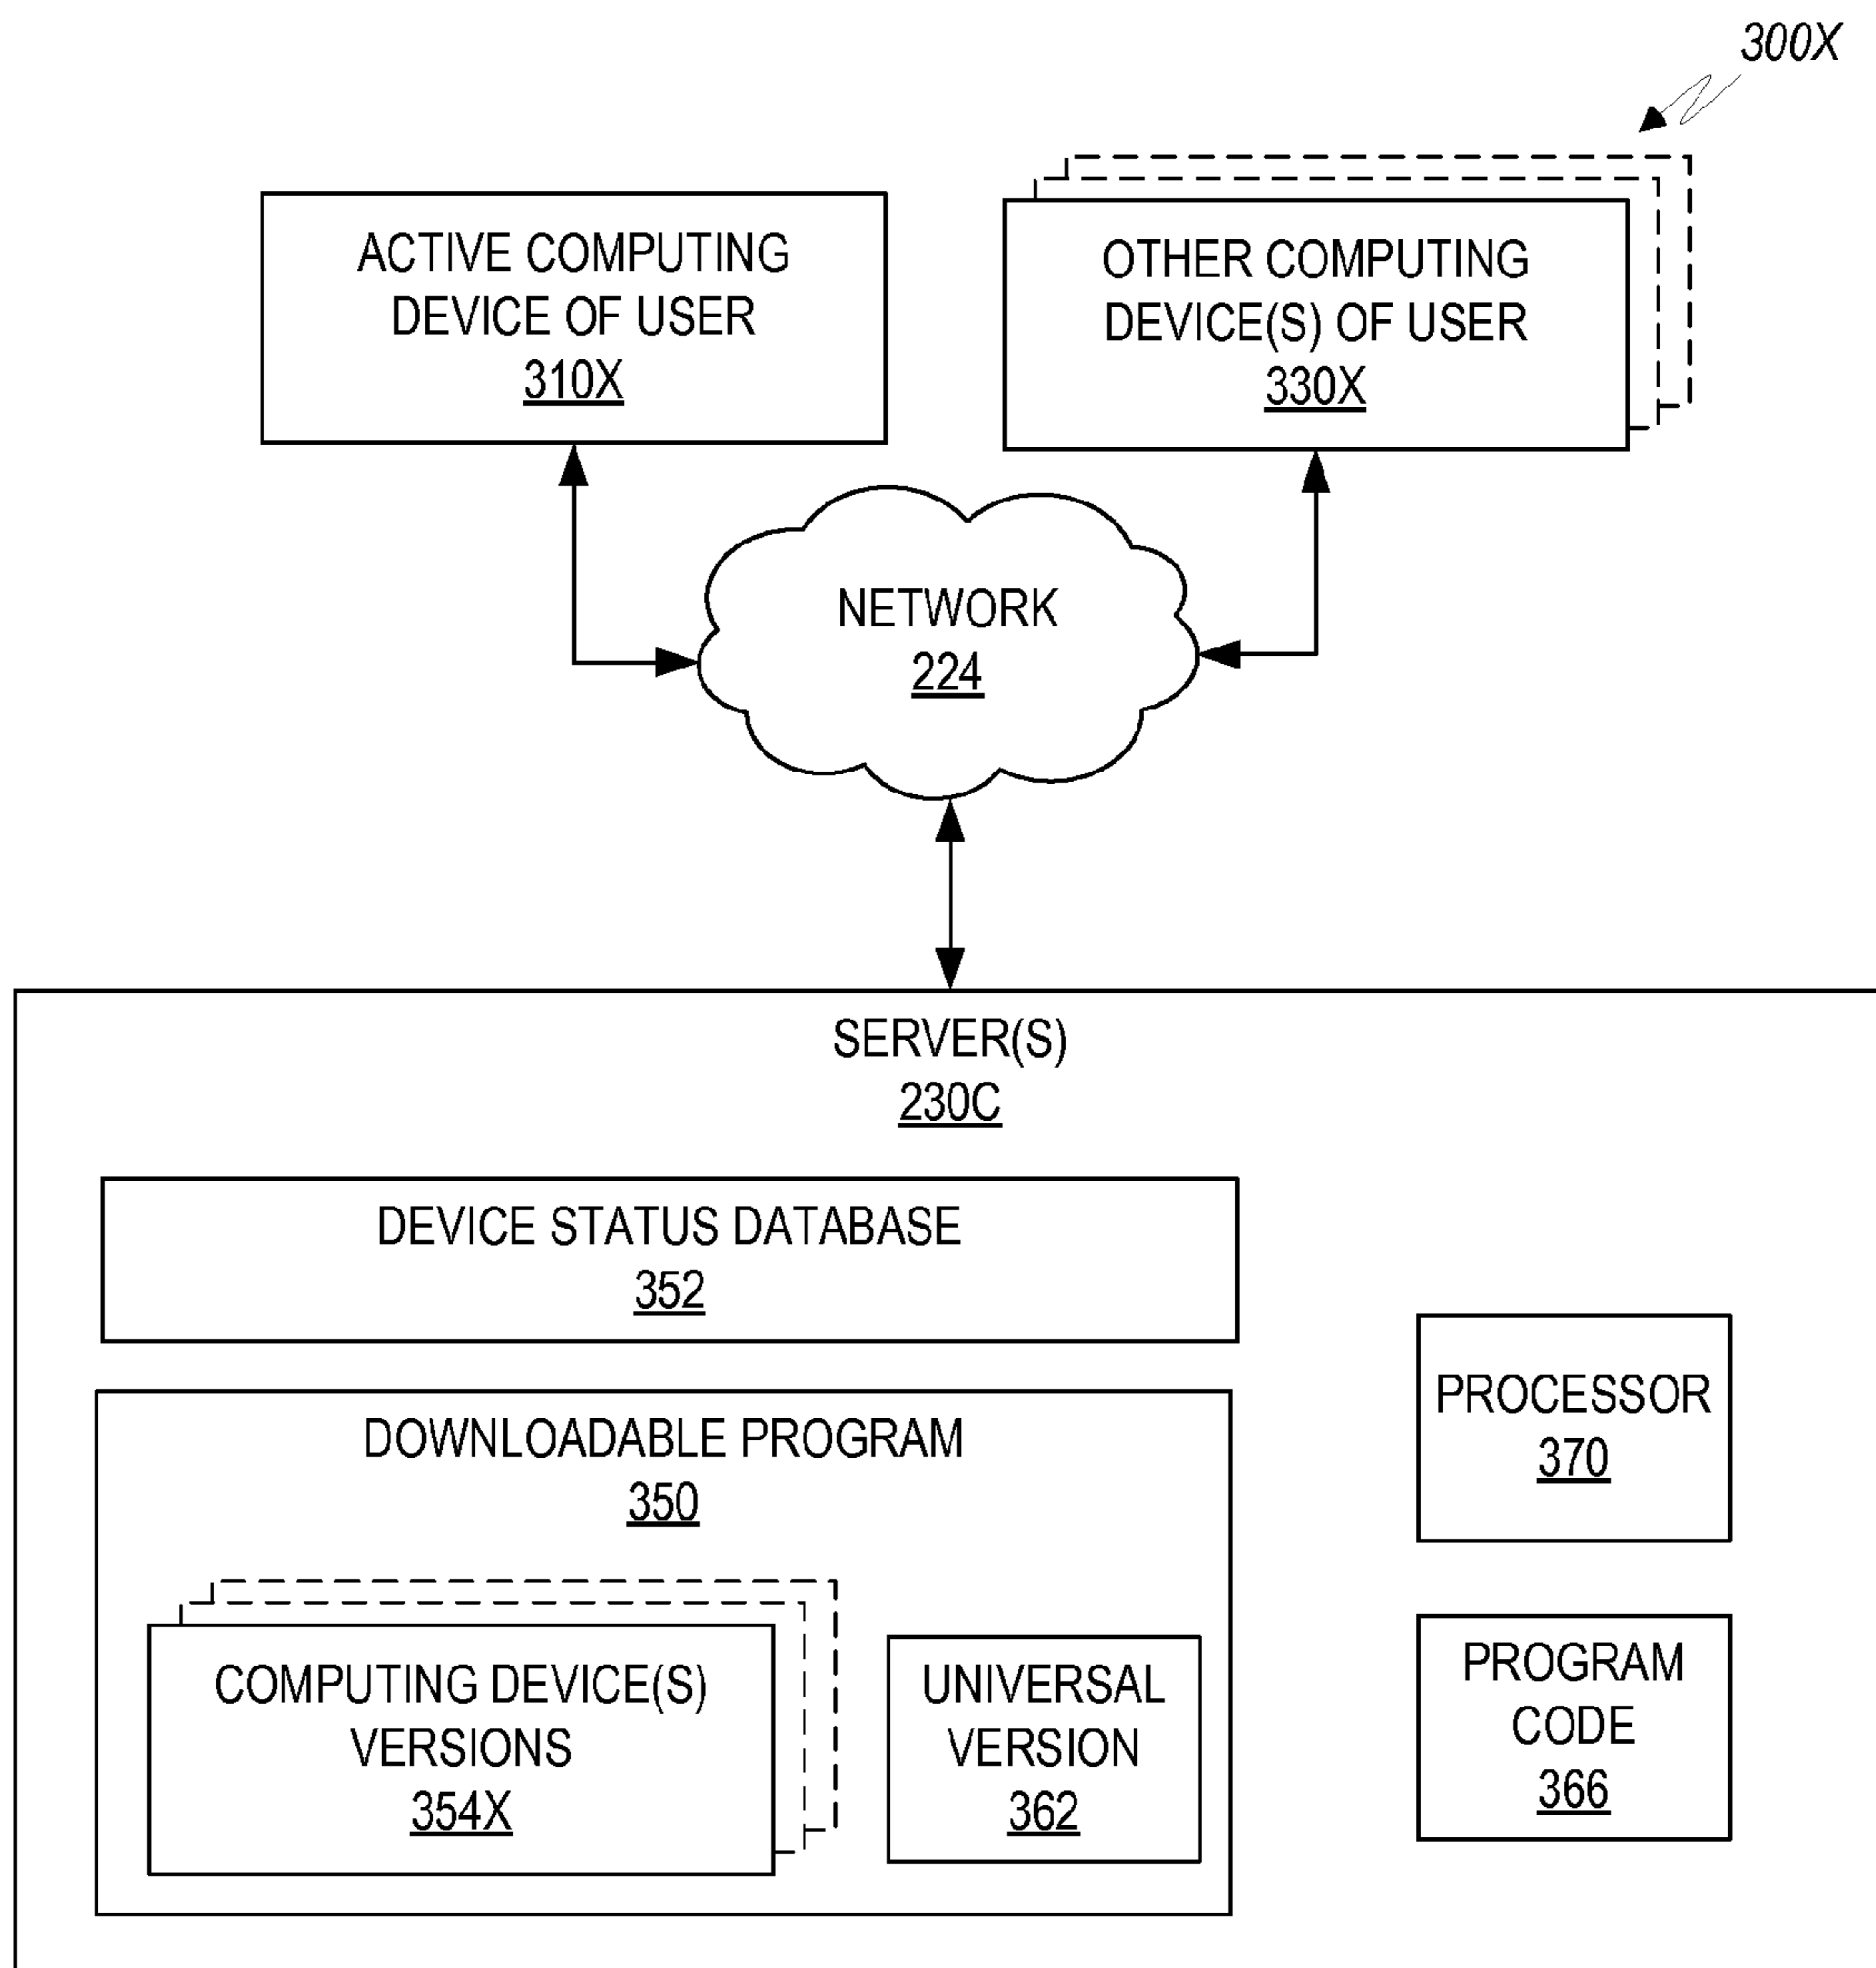 300X
ACTIVE COMPUTING
DEVICE OF USER
310X
OTHER COMPUTING
DEVICE(S) OF USER
330X
NETWORK
224
SERVER(S)
230C
DEVICE STATUS DATABASE
352
DOWNLOADABLE PROGRAM
350
COMPUTING DEVICE(S)
VERSIONS
354X
UNIVERSAL
VERSION
362
PROCESSOR
370
PROGRAM
CODE
366